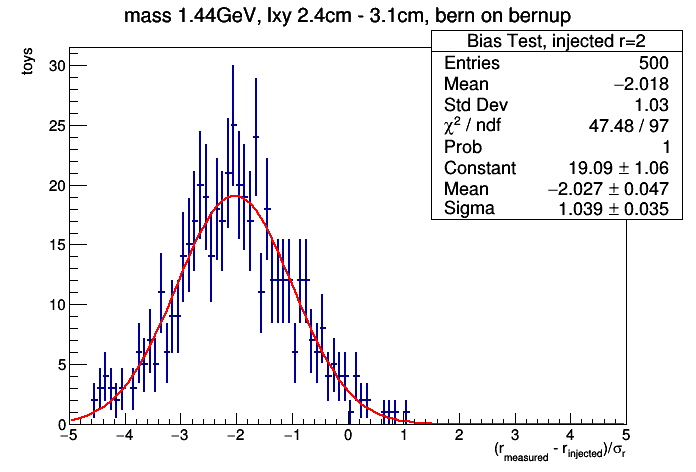 mass 1.44GeV, lxy 2.4cm - 3.1cm, bern on bernup
Bias Test, injected r=2
Entries 500
Mean −2.018
Std Dev 1.03
χ² / ndf 47.48 / 97
Prob 1
Constant 19.09 ± 1.06
Mean −2.027 ± 0.047
Sigma 1.039 ± 0.035
toys
30
25
20
15
10
5
0
−5 −4 −3 −2 −1 0 1 2 3 4 5
(r_measured - r_injected)/σ_r